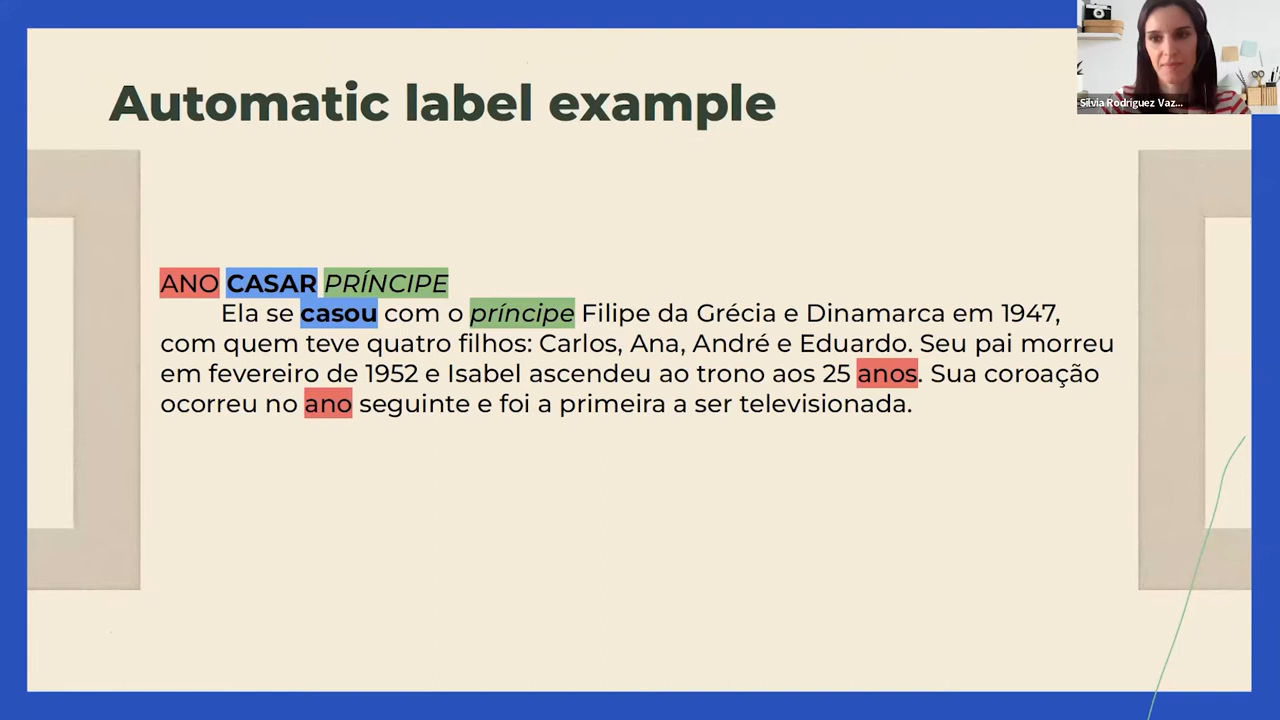 Automatic label example
Silvia Rodríguez Vaz...
ANO CASAR PRÍNCIPE
Ela se casou com o príncipe Filipe da Grécia e Dinamarca em 1947,
com quem teve quatro filhos: Carlos, Ana, André e Eduardo. Seu pai morreu
em fevereiro de 1952 e Isabel ascendeu ao trono aos 25 anos. Sua coroação
ocorreu no ano seguinte e foi a primeira a ser televisionada.